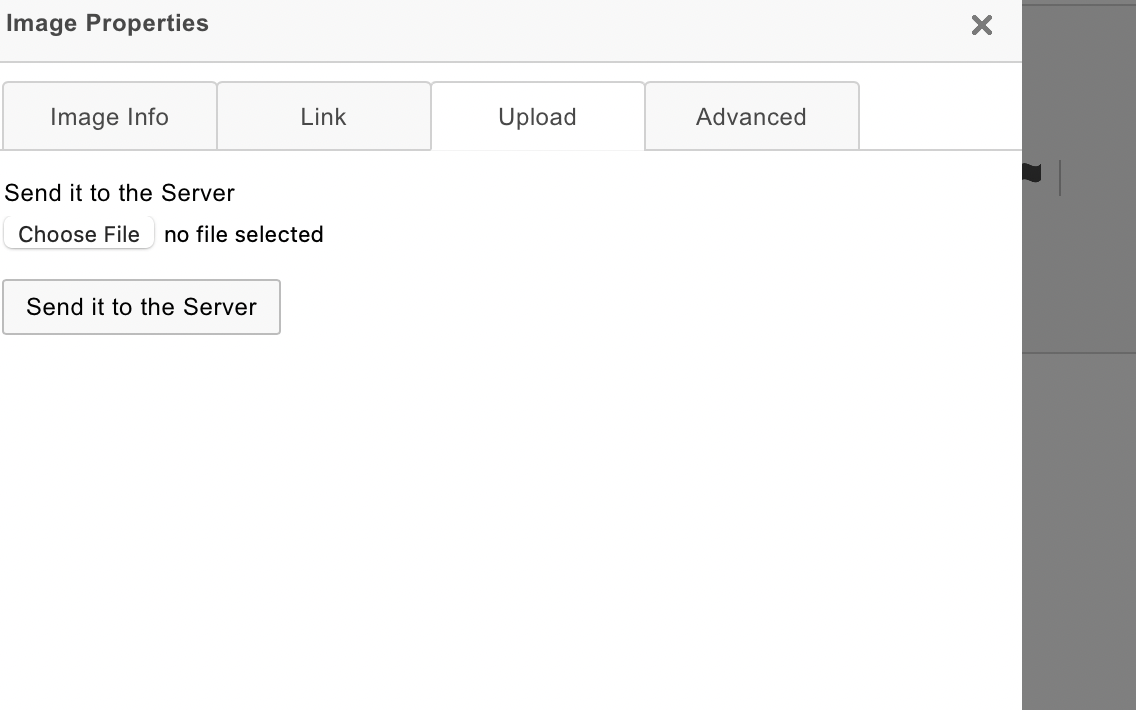 Image Properties
Image Info Link Upload Advanced
Send it to the Server
Choose File no file selected
Send it to the Server